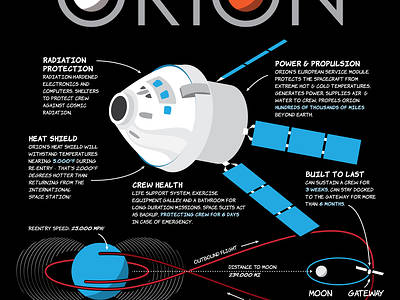 ORION
RADIATION
PROTECTION
RADIATION-HARDENED
ELECTRONICS AND
COMPUTERS. SHELTERS
TO PROTECT CREW
AGAINST COSMIC
RADIATION.
POWER & PROPULSION
ORION'S EUROPEAN SERVICE MODULE
PROTECTS THE SPACECRAFT FROM
EXTREME HOT & COLD TEMPERATURES.
GENERATES POWER, SUPPLIES AIR &
WATER TO CREW. PROPELS ORION
HUNDREDS OF THOUSANDS OF MILES
BEYOND EARTH.
HEAT SHIELD
ORION'S HEAT SHIELD WILL
WITHSTAND TEMPERATURES
NEARING 5,000°F DURING
RE-ENTRY - THAT'S 2,000°F
DEGREES HOTTER THAN
RETURNING FROM THE
INTERNATIONAL
SPACE STATION!
CREW HEALTH
LIFE SUPPORT SYSTEM, EXERCISE
EQUIPMENT, GALLEY AND A BATHROOM FOR
LONG-DURATION MISSIONS. SPACE SUITS ACT
AS BACKUP, PROTECTING CREW FOR 6 DAYS
IN CASE OF EMERGENCY.
BUILT TO LAST
CAN SUSTAIN A CREW FOR
3 WEEKS, CAN STAY DOCKED
TO THE GATEWAY FOR MORE
THAN 6 MONTHS.
REENTRY SPEED: 25,000 MPH
OUTBOUND FLIGHT
DISTANCE TO MOON:
239,000 MI
MOON
GATEWAY